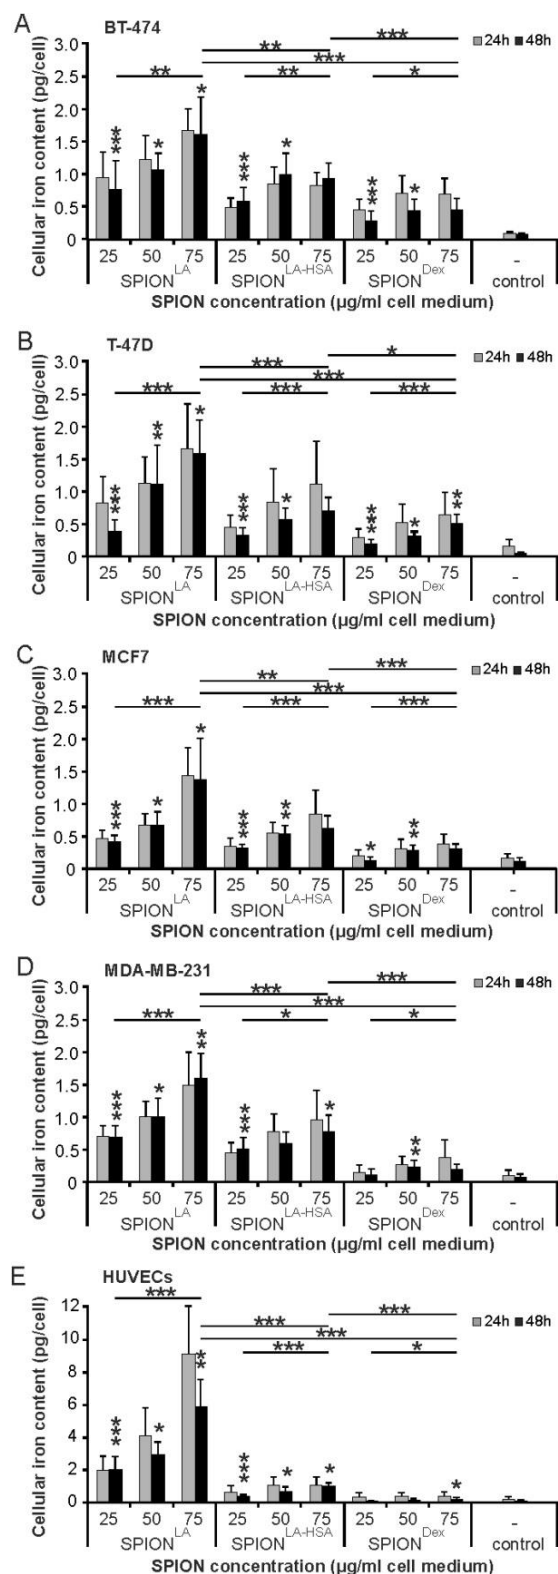 A
BT-474
24h 48h
Cellular iron content (pg/cell)
3.0
2.5
2.0
1.5
1.0
0.5
0
** *** ***
** ** *
*** * * *** * *** *
25 50 75 25 50 75 25 50 75 -
SPION^LA SPION^LA-HSA SPION^Dex control
SPION concentration (µg/ml cell medium)
B
T-47D
24h 48h
Cellular iron content (pg/cell)
3.0
2.5
2.0
1.5
1.0
0.5
0
*** * ***
*** *** ***
*** ** * *** * *** * **
25 50 75 25 50 75 25 50 75 -
SPION^LA SPION^LA-HSA SPION^Dex control
SPION concentration (µg/ml cell medium)
C
MCF7
24h 48h
Cellular iron content (pg/cell)
3.0
2.5
2.0
1.5
1.0
0.5
0
** *** ***
*** *** ***
*** * * *** ** * **
25 50 75 25 50 75 25 50 75 -
SPION^LA SPION^LA-HSA SPION^Dex control
SPION concentration (µg/ml cell medium)
D
MDA-MB-231
24h 48h
Cellular iron content (pg/cell)
3.0
2.5
2.0
1.5
1.0
0.5
0
*** *** ***
*** * *
*** * ** *** * **
25 50 75 25 50 75 25 50 75 -
SPION^LA SPION^LA-HSA SPION^Dex control
SPION concentration (µg/ml cell medium)
E
HUVECs
24h 48h
Cellular iron content (pg/cell)
12
10
8
6
4
2
0
*** *** *** ***
*** *
*** * ** *** * * *
25 50 75 25 50 75 25 50 75 -
SPION^LA SPION^LA-HSA SPION^Dex control
SPION concentration (µg/ml cell medium)